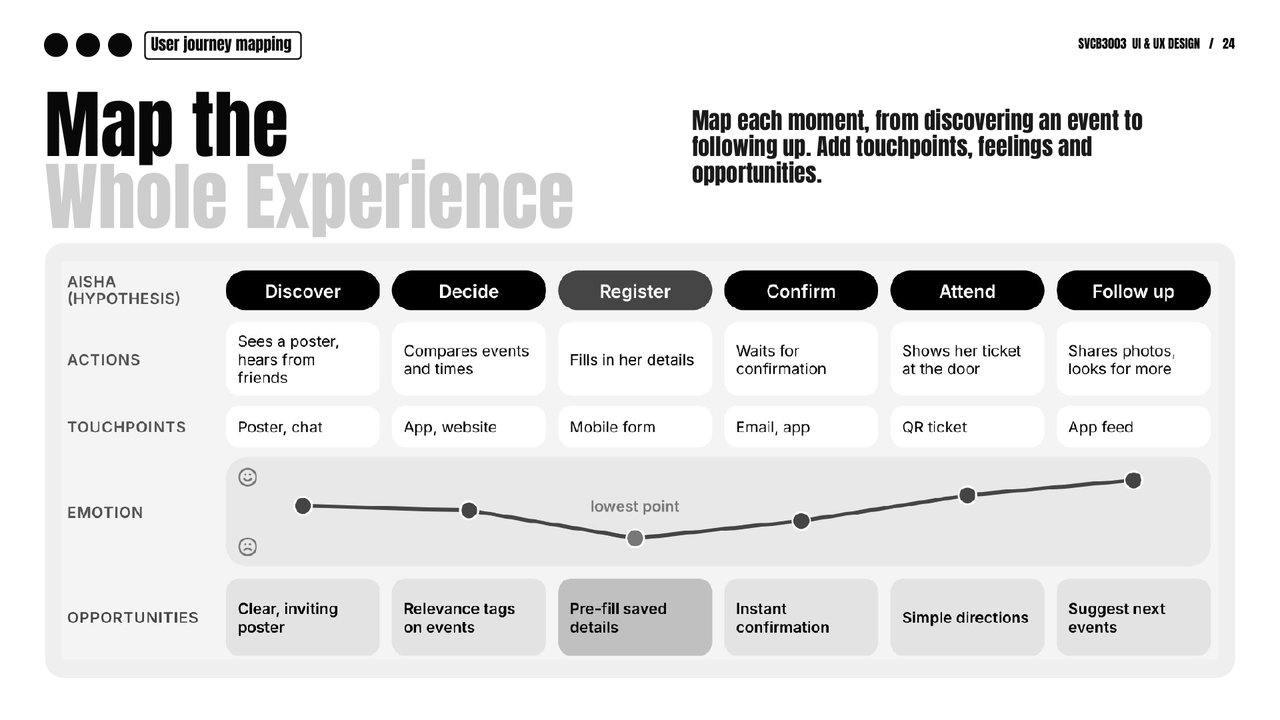 User journey mapping
SVCB3003 UI & UX DESIGN / 24
Map the
Whole Experience
Map each moment, from discovering an event to
following up. Add touchpoints, feelings and
opportunities.
AISHA
(HYPOTHESIS)
Discover
Decide
Register
Confirm
Attend
Follow up
ACTIONS
Sees a poster,
hears from
friends
Compares events
and times
Fills in her details
Waits for
confirmation
Shows her ticket
at the door
Shares photos,
looks for more
TOUCHPOINTS
Poster, chat
App, website
Mobile form
Email, app
QR ticket
App feed
EMOTION
lowest point
OPPORTUNITIES
Clear, inviting
poster
Relevance tags
on events
Pre-fill saved
details
Instant
confirmation
Simple directions
Suggest next
events